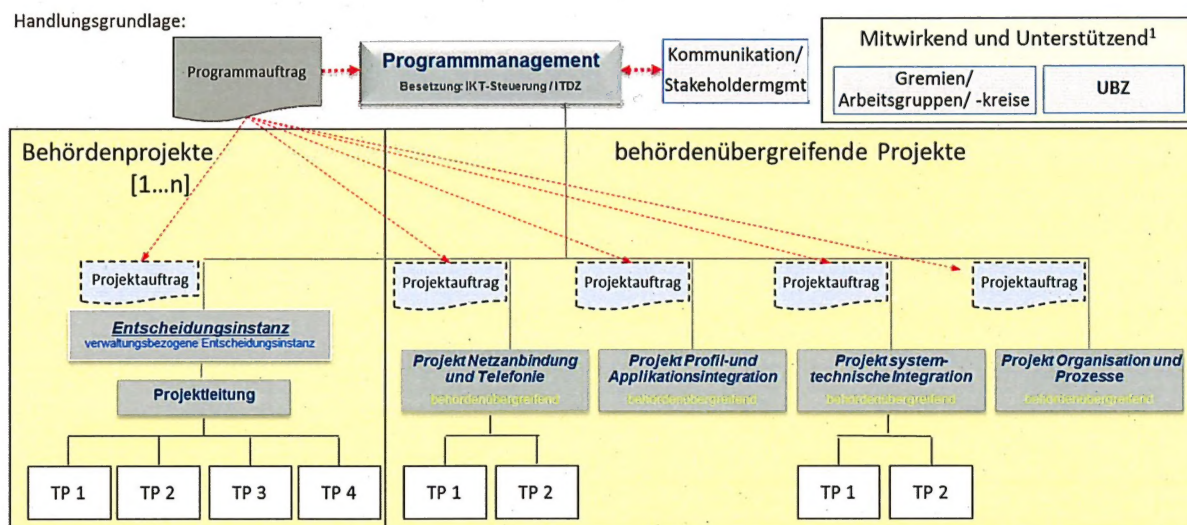 Handlungsgrundlage:
Programmauftrag
Programmmanagement
Besetzung: IKT-Steuerung / ITDZ
Kommunikation/
Stakeholdermgmt
Mitwirkend und Unterstützend¹
Gremien/
Arbeitsgruppen/ -kreise
UBZ
Behördenprojekte
[1...n]
behördenübergreifende Projekte
Projektauftrag
Projektauftrag
Projektauftrag
Projektauftrag
Projektauftrag
Entscheidungsinstanz
verwaltungsbezogene Entscheidungsinstanz
Projektleitung
Projekt Netzanbindung
und Telefonie
behördenübergreifend
Projekt Profil-und
Applikationsintegration
behördenübergreifend
Projekt system-
technische Integration
behördenübergreifend
Projekt Organisation und
Prozesse
behördenübergreifend
TP 1
TP 2
TP 3
TP 4
TP 1
TP 2
TP 1
TP 2